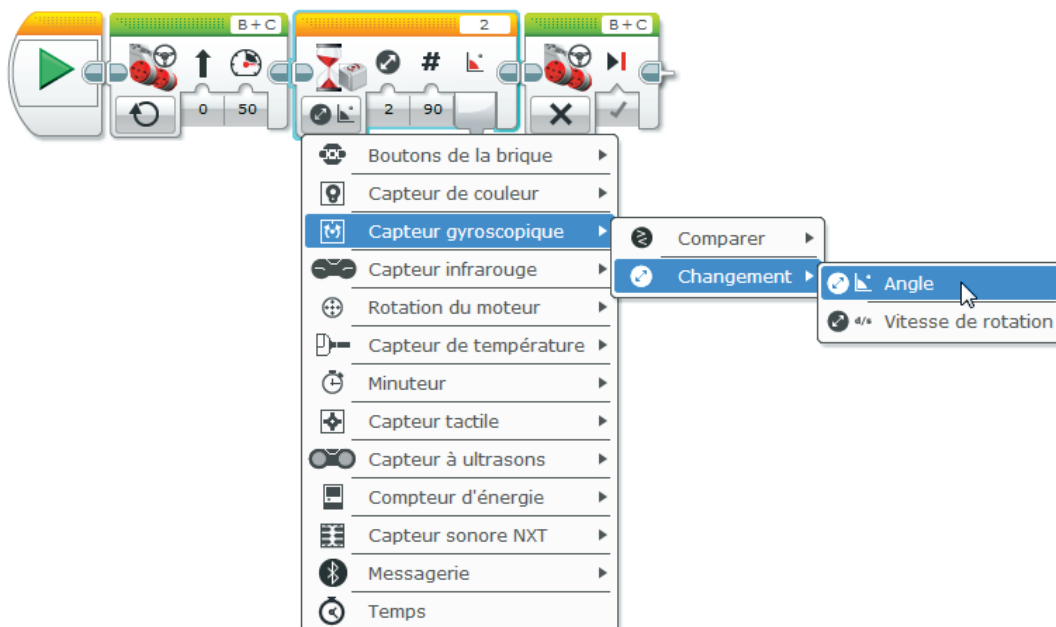 B+C 2 B+C
#
0 50 2 90
Boutons de la brique
Capteur de couleur
Capteur gyroscopique
Comparer
Capteur infrarouge
Changement
Angle
Rotation du moteur
d/s Vitesse de rotation
Capteur de température
Minuteur
Capteur tactile
Capteur à ultrasons
Compteur d'énergie
Capteur sonore NXT
Messagerie
Temps